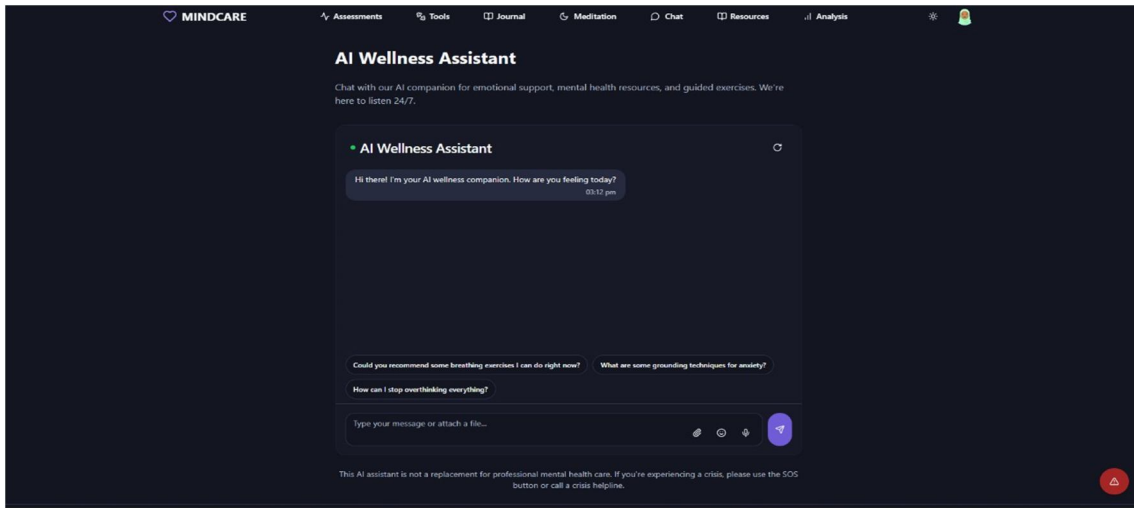 MINDCARE
Assessments Tools Journal Meditation Chat Resources Analysis
AI Wellness Assistant
Chat with our AI companion for emotional support, mental health resources, and guided exercises. We're
here to listen 24/7.
AI Wellness Assistant
Hi there! I'm your AI wellness companion. How are you feeling today?
03:12 pm
Could you recommend some breathing exercises I can do right now? What are some grounding techniques for anxiety?
How can I stop overthinking everything?
Type your message or attach a file...
This AI assistant is not a replacement for professional mental health care. If you're experiencing a crisis, please use the SOS
button or call a crisis helpline.